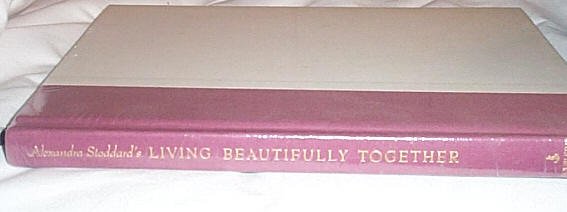 Alexandra Stoddard's LIVING BEAUTIFULLY TOGETHER